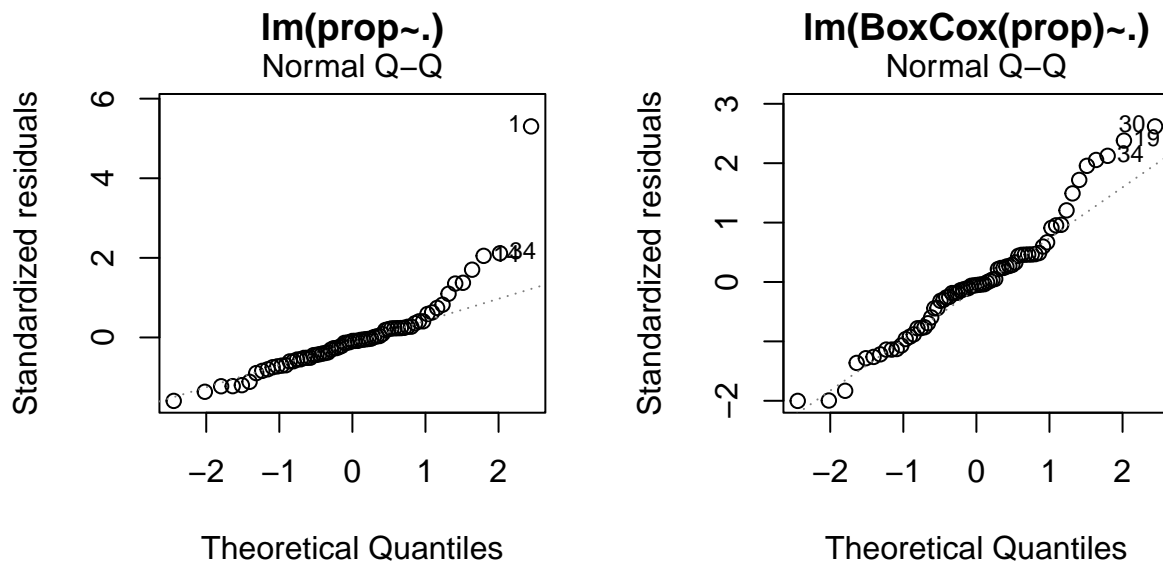 lm(prop~.)
Normal Q−Q
Standardized residuals
6
4
2
0
1
34
14
−2 −1 0 1 2
Theoretical Quantiles
lm(BoxCox(prop)~.)
Normal Q−Q
Standardized residuals
3
2
1
0
−2
30
19
34
−2 −1 0 1 2
Theoretical Quantiles